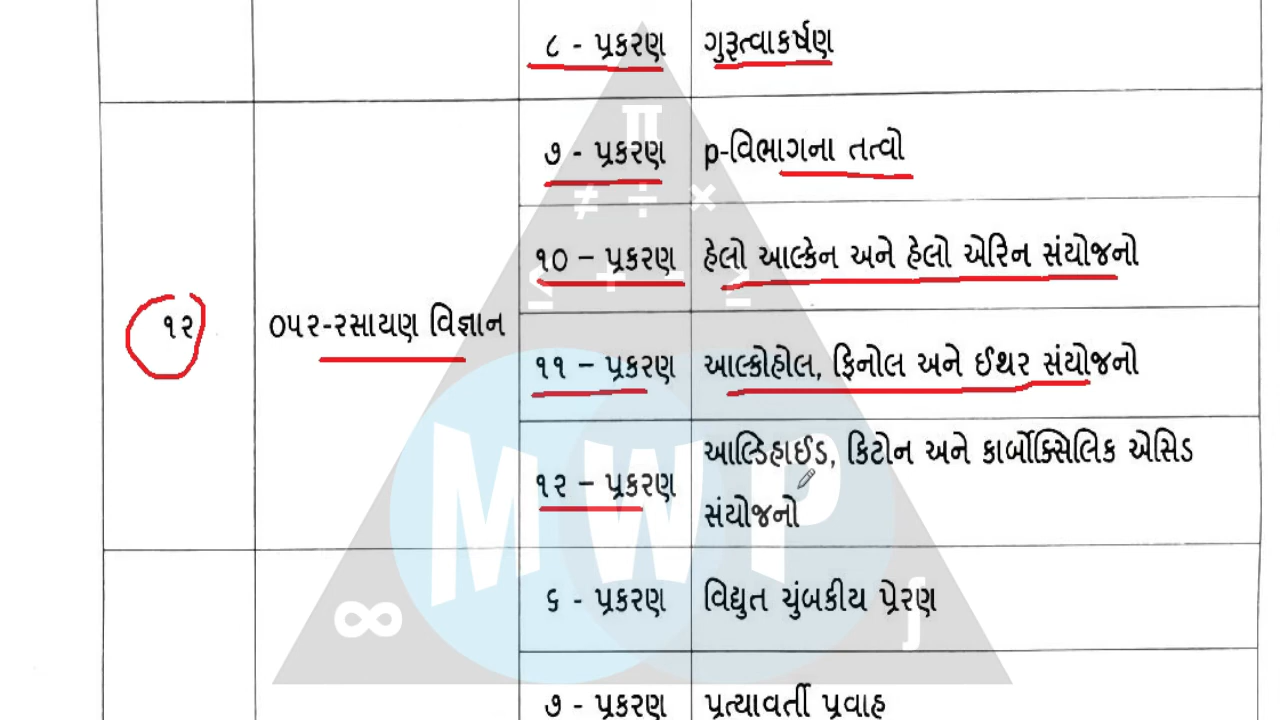 ૮ - પ્રકરણ ગુરૂત્વાકર્ષણ
૭ - પ્રકરણ p-વિભાગના તત્વો
૧૦ – પ્રકરણ હેલો આલ્કેન અને હેલો એરિન સંયોજનો
૧૨ ૦૫૨-રસાયણ વિજ્ઞાન
૧૧ – પ્રકરણ આલ્કોહોલ, ફિનોલ અને ઈથર સંયોજનો
૧૨ – પ્રકરણ આલ્ડિહાઈડ, કિટોન અને કાર્બોક્સિલિક એસિડ
સંયોજનો
૬ - પ્રકરણ વિદ્યુત ચુંબકીય પ્રેરણ
૭ - પ્રકરણ પ્રત્યાવર્તી પ્રવાહ
π
≠ ÷ ×
≤ + - ≥
MWP
∞ ∫